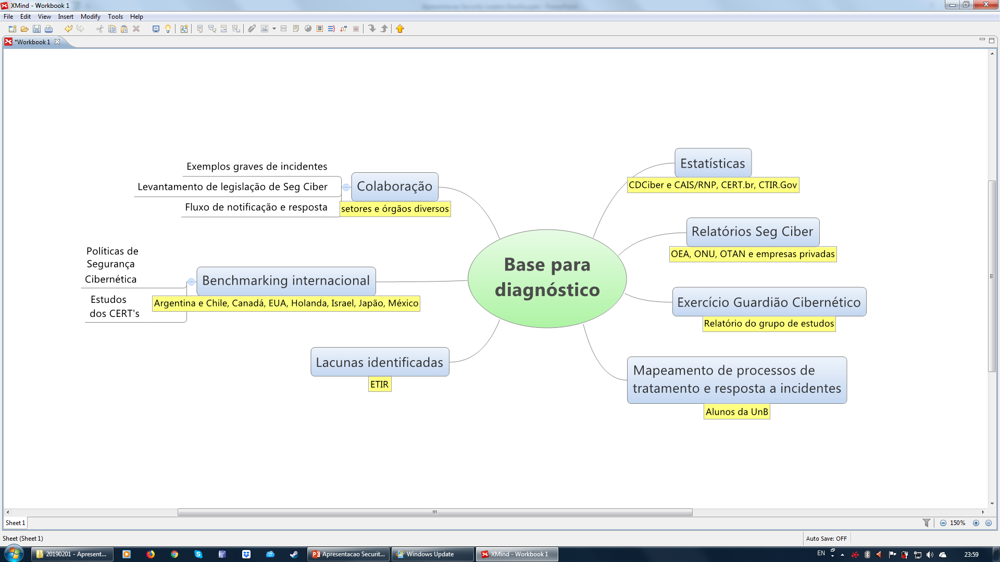 XMind - Workbook 1
File Edit View Insert Modify Tools Help
*Workbook 1
Exemplos graves de incidentes
Levantamento de legislação de Seg Ciber
Fluxo de notificação e resposta
Colaboração
setores e órgãos diversos
Políticas de
Segurança
Cibernética
Estudos
dos CERT's
Benchmarking internacional
Argentina e Chile, Canadá, EUA, Holanda, Israel, Japão, México
Lacunas identificadas
ETIR
Base para
diagnóstico
Estatísticas
CDCiber e CAIS/RNP, CERT.br, CTIR.Gov
Relatórios Seg Ciber
OEA, ONU, OTAN e empresas privadas
Exercício Guardião Cibernético
Relatório do grupo de estudos
Mapeamento de processos de
tratamento e resposta a incidentes
Alunos da UnB
Sheet 1
150%
Sheet (Sheet 1)
Auto Save: OFF
20190201 - Apresent...
Apresentacao Securit...
Windows Update
XMind - Workbook 1
EN
23:59